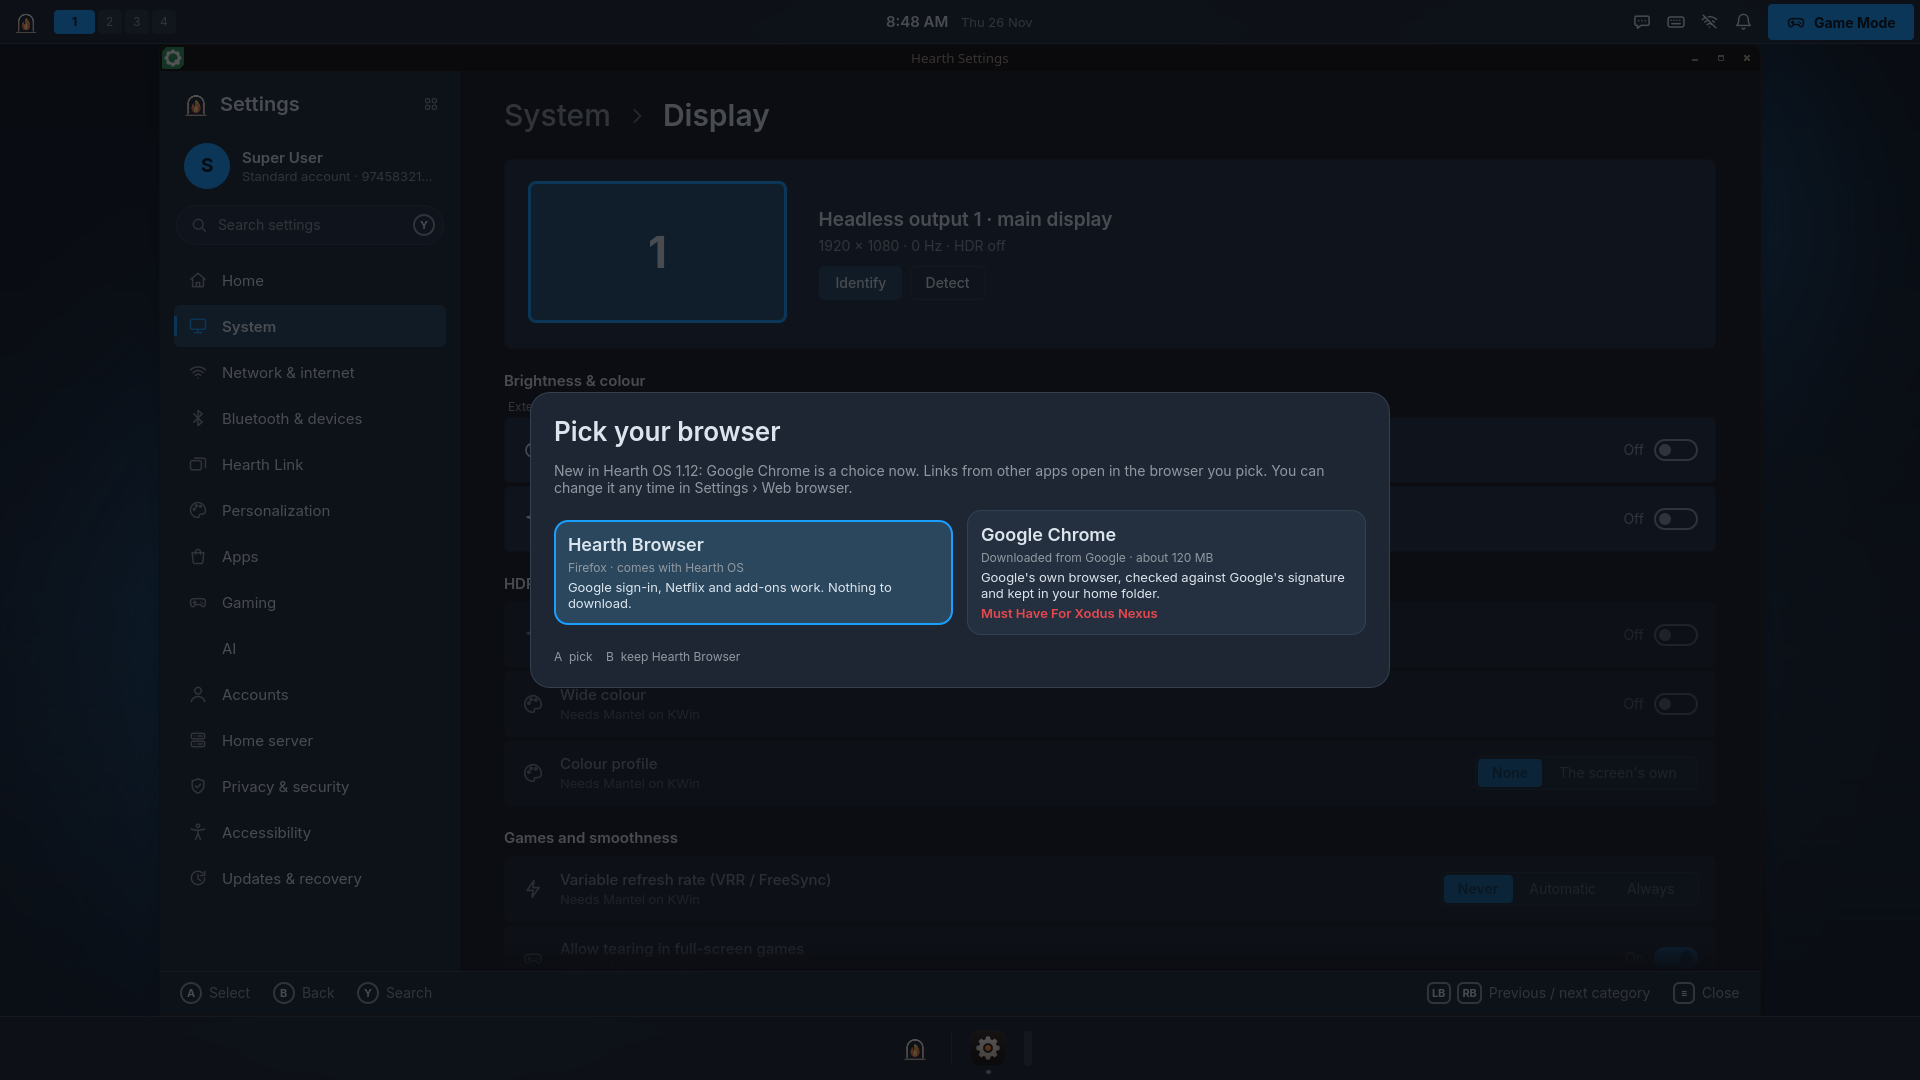 1 2 3 4
8:48 AM Thu 26 Nov
Game Mode
Hearth Settings
Settings
S
Super User
Standard account · 97458321...
Search settings
Y
Home
System
Network & internet
Bluetooth & devices
Hearth Link
Personalization
Apps
Gaming
AI
Accounts
Home server
Privacy & security
Accessibility
Updates & recovery
System > Display
1
Headless output 1 · main display
1920 × 1080 · 0 Hz · HDR off
Identify Detect
Brightness & colour
Exte
Off
Off
HDR
Off
Pick your browser
New in Hearth OS 1.12: Google Chrome is a choice now. Links from other apps open in the browser you pick. You can
change it any time in Settings › Web browser.
Hearth Browser
Firefox · comes with Hearth OS
Google sign-in, Netflix and add-ons work. Nothing to
download.
Google Chrome
Downloaded from Google · about 120 MB
Google's own browser, checked against Google's signature
and kept in your home folder.
Must Have For Xodus Nexus
A pick B keep Hearth Browser
Wide colour
Needs Mantel on KWin
Off
Colour profile
Needs Mantel on KWin
None The screen's own
Games and smoothness
Variable refresh rate (VRR / FreeSync)
Needs Mantel on KWin
Never Automatic Always
Allow tearing in full-screen games
On
A Select B Back Y Search
LB RB Previous / next category ≡ Close